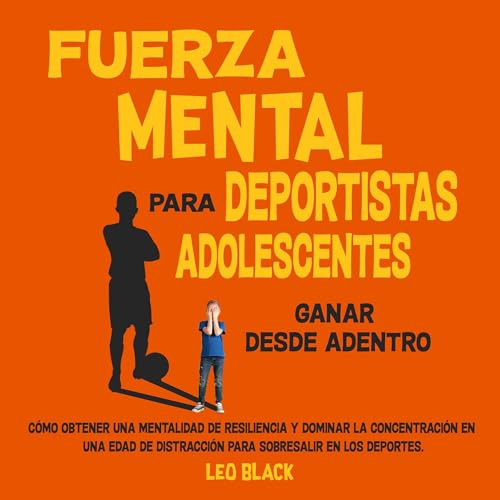 FUERZA
MENTAL
PARA DEPORTISTAS
ADOLESCENTES
GANAR
DESDE ADENTRO
CÓMO OBTENER UNA MENTALIDAD DE RESILIENCIA Y DOMINAR LA CONCENTRACIÓN EN
UNA EDAD DE DISTRACCIÓN PARA SOBRESALIR EN LOS DEPORTES.
LEO BLACK